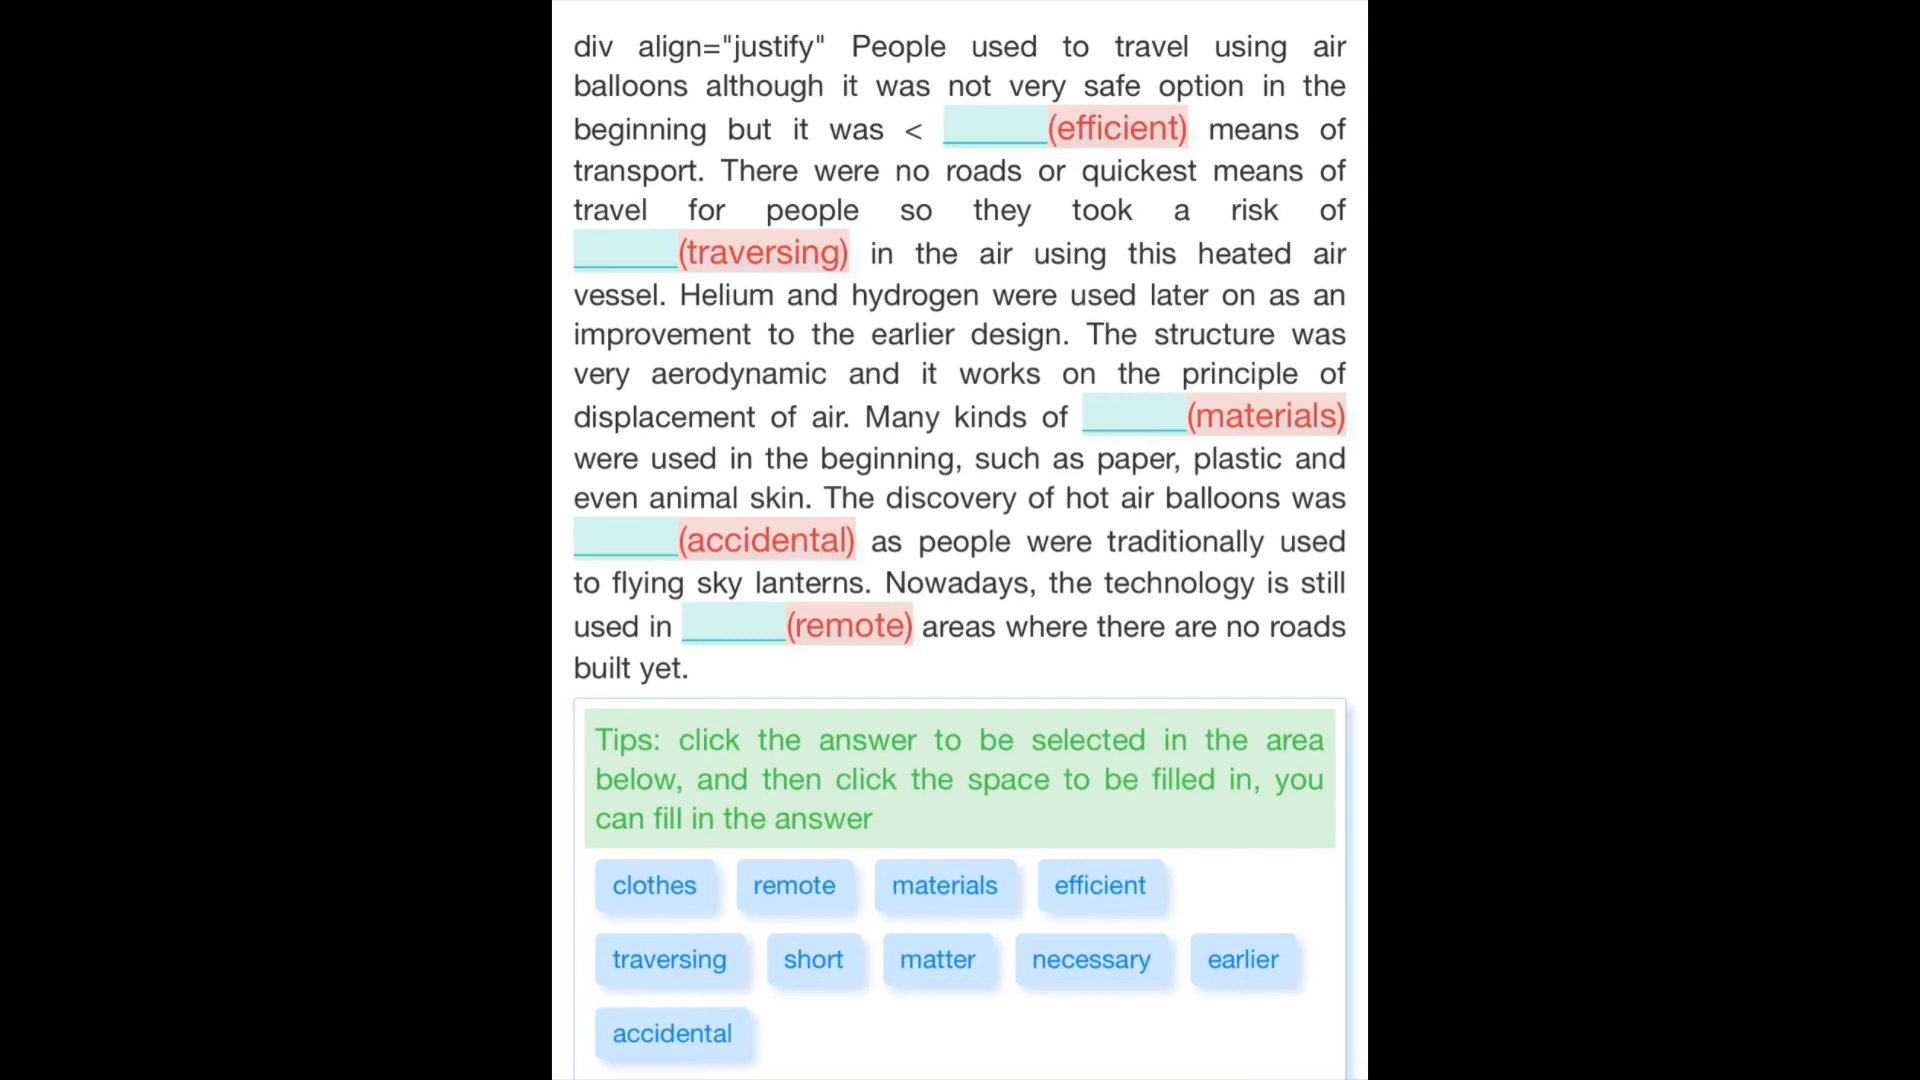 div align="justify" People used to travel using air
balloons although it was not very safe option in the
beginning but it was < ______(efficient) means of
transport. There were no roads or quickest means of
travel for people so they took a risk of
______(traversing) in the air using this heated air
vessel. Helium and hydrogen were used later on as an
improvement to the earlier design. The structure was
very aerodynamic and it works on the principle of
displacement of air. Many kinds of ______(materials)
were used in the beginning, such as paper, plastic and
even animal skin. The discovery of hot air balloons was
______(accidental) as people were traditionally used
to flying sky lanterns. Nowadays, the technology is still
used in ______(remote) areas where there are no roads
built yet.
Tips: click the answer to be selected in the area
below, and then click the space to be filled in, you
can fill in the answer
clothes remote materials efficient
traversing short matter necessary earlier
accidental